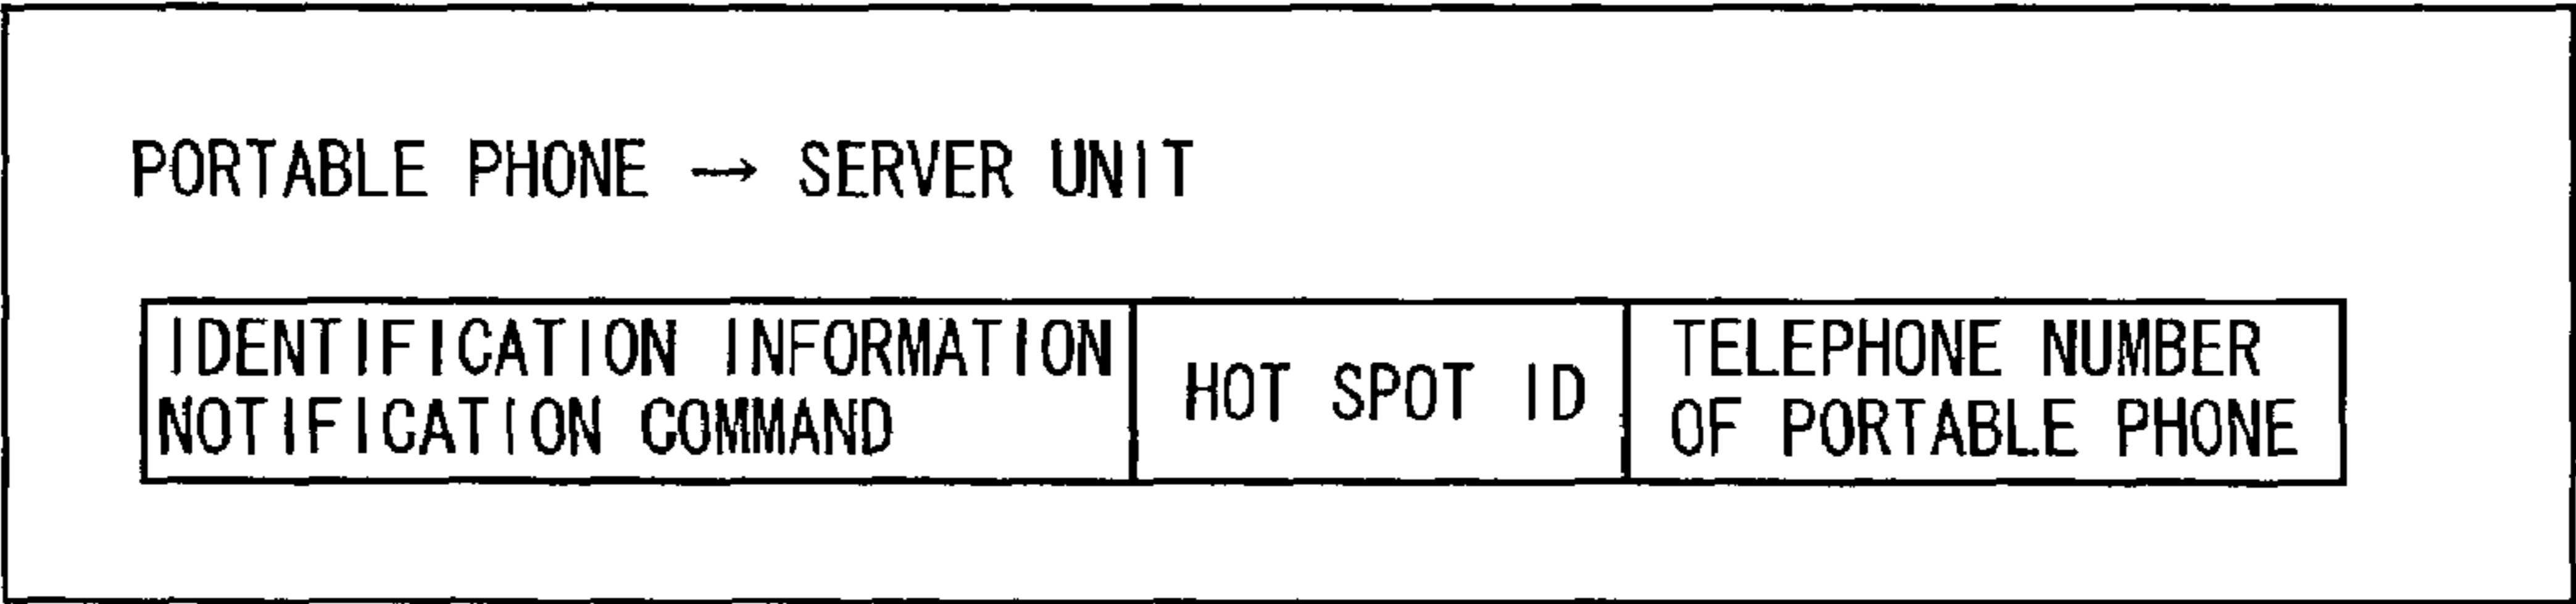 PORTABLE PHONE → SERVER UNIT
IDENTIFICATION INFORMATION
NOTIFICATION COMMAND
HOT SPOT ID
TELEPHONE NUMBER
OF PORTABLE PHONE